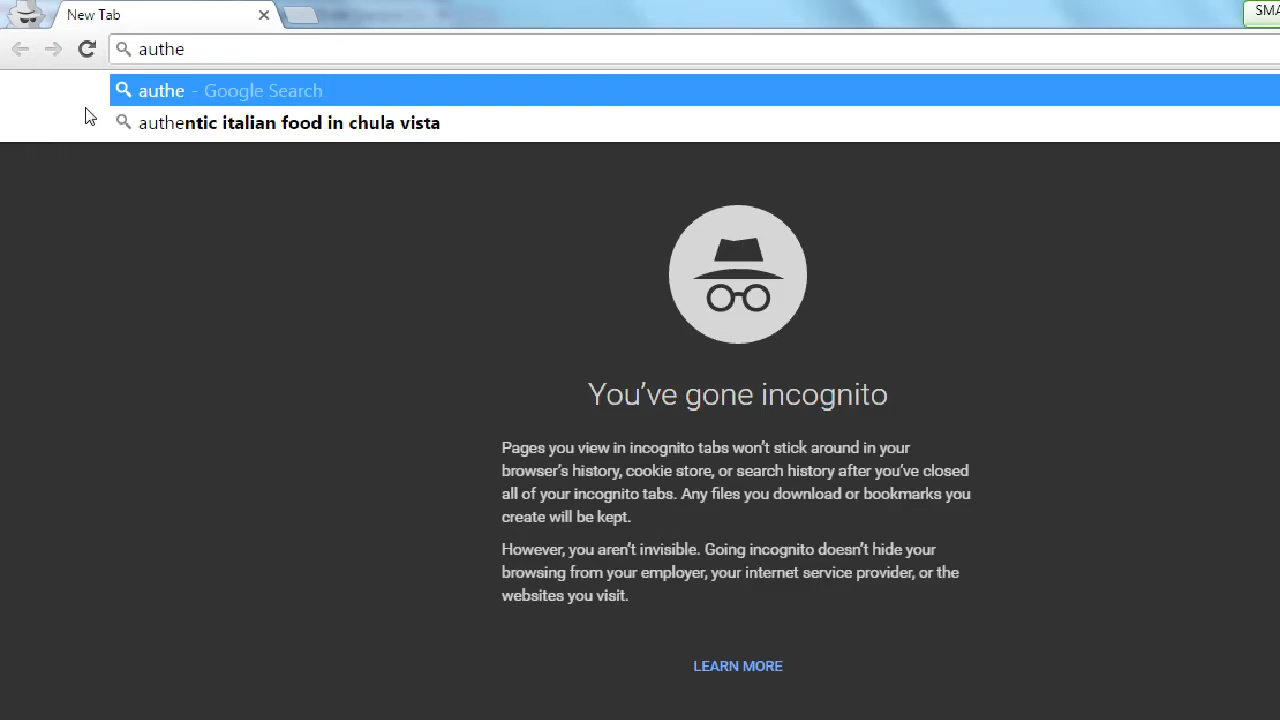 New Tab
SMA
authe
authe - Google Search
authentic italian food in chula vista
You've gone incognito
Pages you view in incognito tabs won't stick around in your
browser's history, cookie store, or search history after you've closed
all of your incognito tabs. Any files you download or bookmarks you
create will be kept.
However, you aren't invisible. Going incognito doesn't hide your
browsing from your employer, your internet service provider, or the
websites you visit.
LEARN MORE